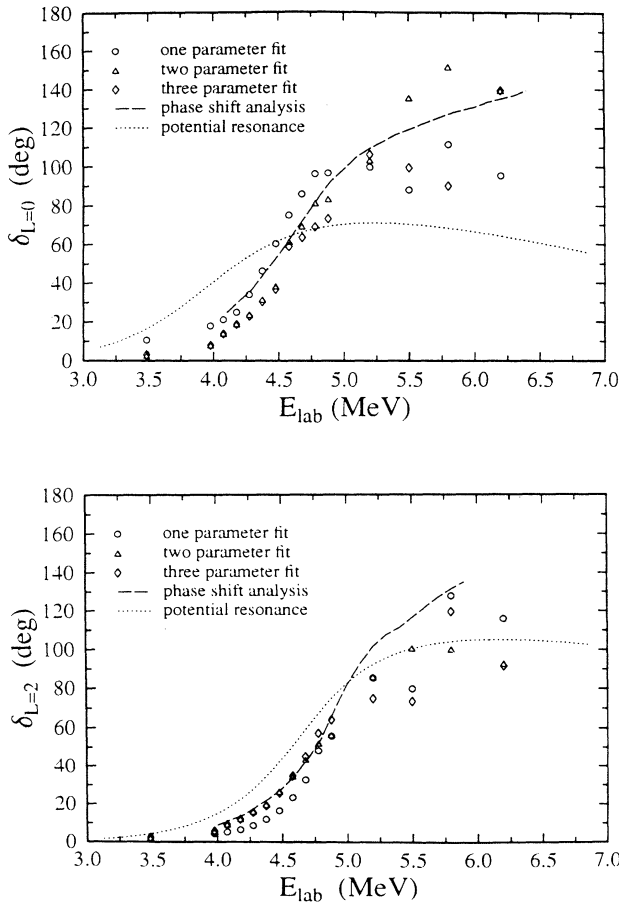 180
160
140
120
100
80
60
40
20
0
δL=0 (deg)
one parameter fit
two parameter fit
three parameter fit
phase shift analysis
potential resonance
3.0 3.5 4.0 4.5 5.0 5.5 6.0 6.5 7.0
Elab (MeV)
180
160
140
120
100
80
60
40
20
0
δL=2 (deg)
one parameter fit
two parameter fit
three parameter fit
phase shift analysis
potential resonance
3.0 3.5 4.0 4.5 5.0 5.5 6.0 6.5 7.0
Elab (MeV)